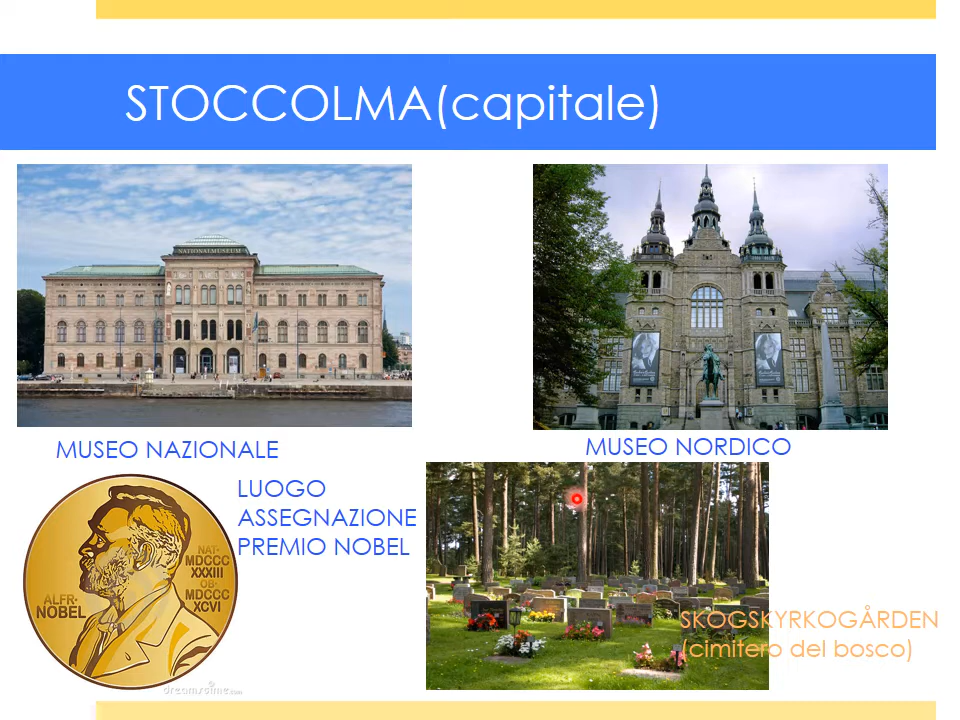 STOCCOLMA(capitale)
NATIONALMUSEUM
MUSEO NAZIONALE
MUSEO NORDICO
LUOGO
ASSEGNAZIONE
PREMIO NOBEL
ALFR·
NOBEL
NAT·
MDCCC
XXXIII
OB·
MDCCC
XCVI
dreamstime.com
SKOGSKYRKOGÅRDEN
(cimitero del bosco)